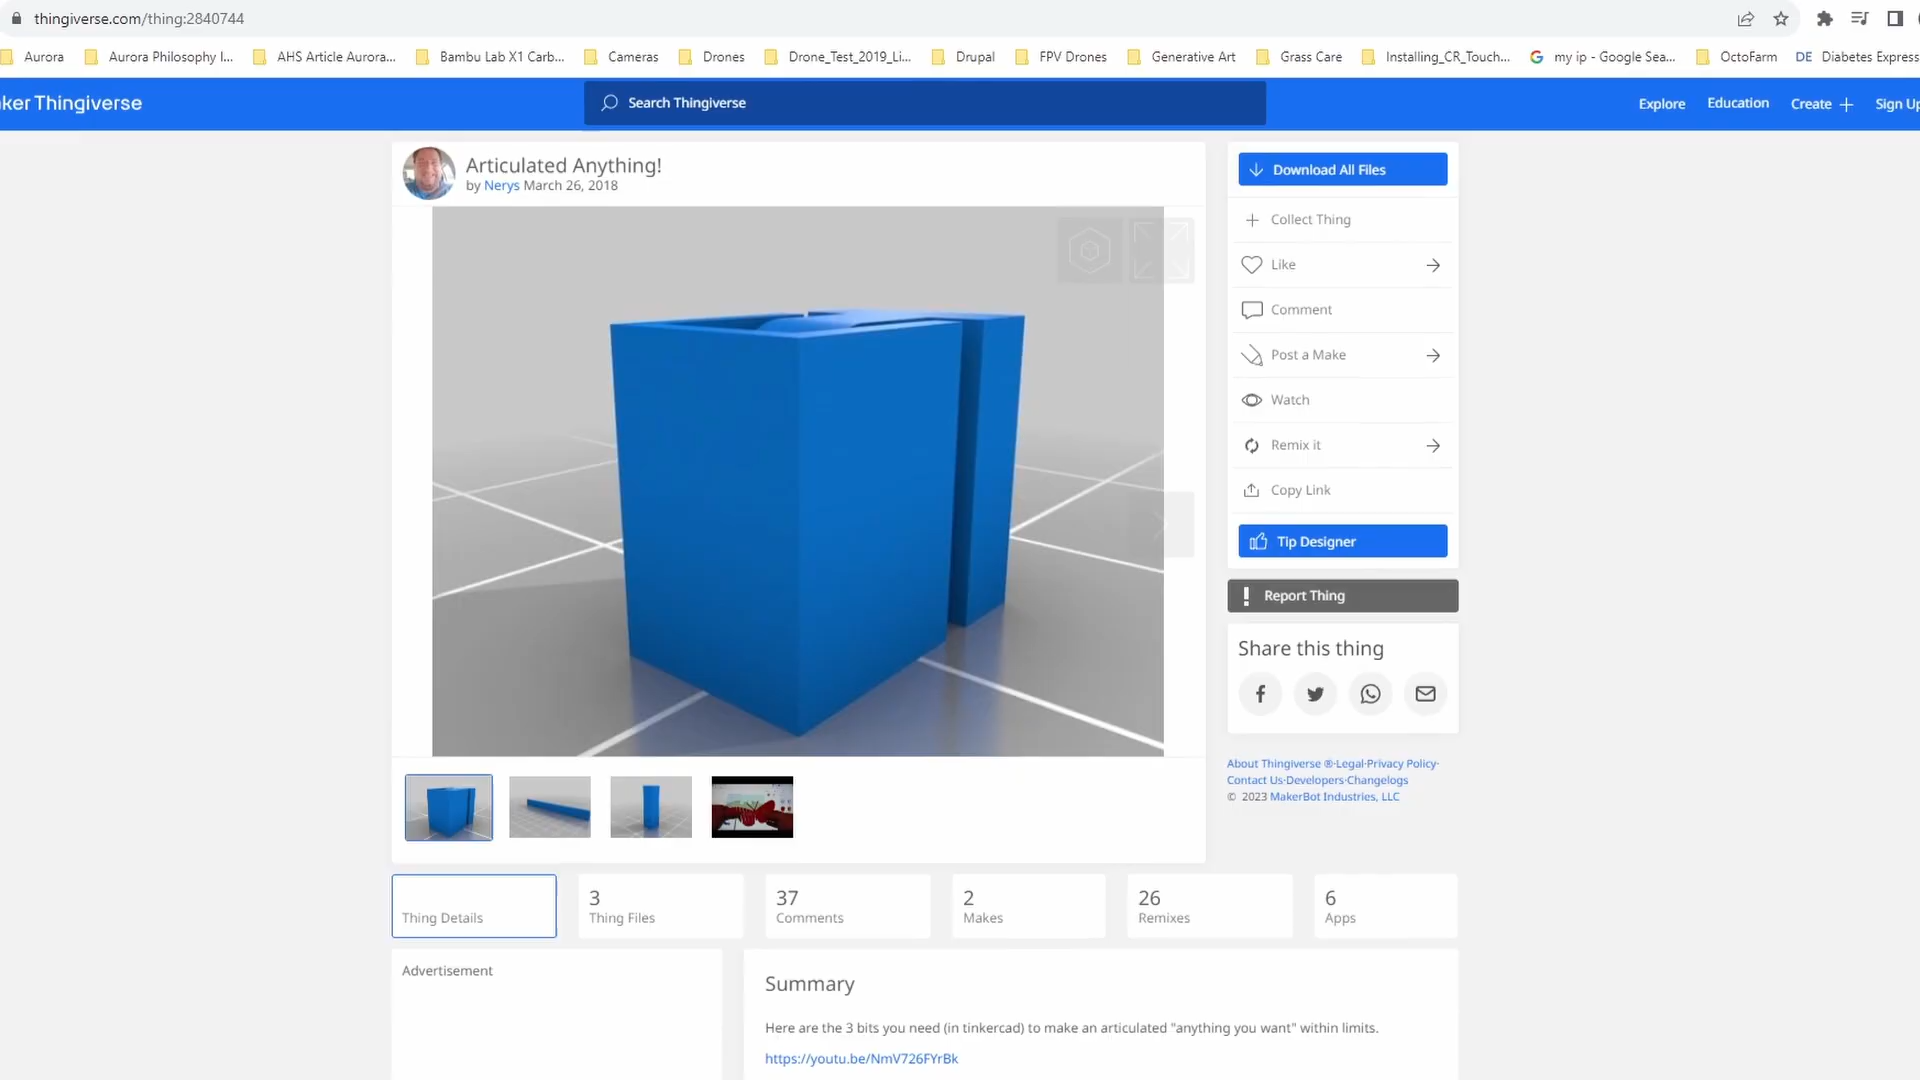 thingiverse.com/thing:2840744
Aurora
Aurora Philosophy I...
AHS Article Aurora...
Bambu Lab X1 Carb...
Cameras
Drones
Drone_Test_2019_Li...
Drupal
FPV Drones
Generative Art
Grass Care
Installing_CR_Touch...
my ip - Google Sea...
OctoFarm
DE Diabetes Express
ker Thingiverse
Search Thingiverse
Explore
Education
Create
Sign Up
Articulated Anything!
by Nerys March 26, 2018
Download All Files
Collect Thing
Like
Comment
Post a Make
Watch
Remix it
Copy Link
Tip Designer
Report Thing
Share this thing
About Thingiverse ®·Legal·Privacy Policy·
Contact Us·Developers·Changelogs
© 2023 MakerBot Industries, LLC
Thing Details
3
Thing Files
37
Comments
2
Makes
26
Remixes
6
Apps
Advertisement
Summary
Here are the 3 bits you need (in tinkercad) to make an articulated "anything you want" within limits.
https://youtu.be/NmV726FYrBk